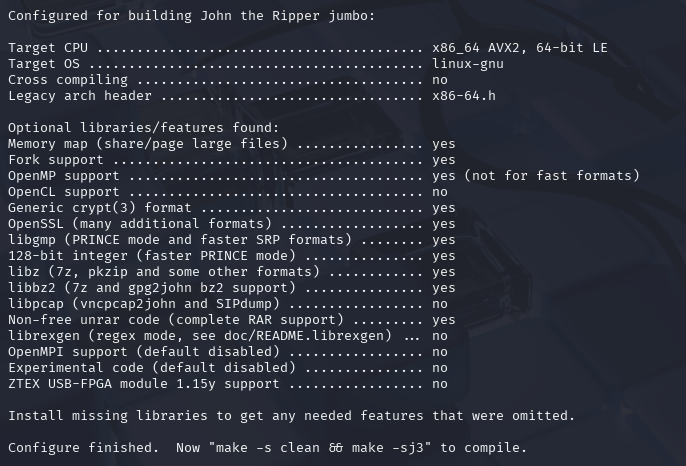 Configured for building John the Ripper jumbo:

Target CPU ......................................... x86_64 AVX2, 64-bit LE
Target OS .......................................... linux-gnu
Cross compiling .................................... no
Legacy arch header ................................. x86-64.h

Optional libraries/features found:
Memory map (share/page large files) ................ yes
Fork support ....................................... yes
OpenMP support ..................................... yes (not for fast formats)
OpenCL support ..................................... no
Generic crypt(3) format ............................ yes
OpenSSL (many additional formats) .................. yes
libgmp (PRINCE mode and faster SRP formats) ........ yes
128-bit integer (faster PRINCE mode) ............... yes
libz (7z, pkzip and some other formats) ............ yes
libbz2 (7z and gpg2john bz2 support) ............... yes
libpcap (vncpcap2john and SIPdump) ................. no
Non-free unrar code (complete RAR support) ......... yes
librexgen (regex mode, see doc/README.librexgen) ... no
OpenMPI support (default disabled) ................. no
Experimental code (default disabled) ............... no
ZTEX USB-FPGA module 1.15y support ................. no

Install missing libraries to get any needed features that were omitted.

Configure finished.  Now "make -s clean && make -sj3" to compile.